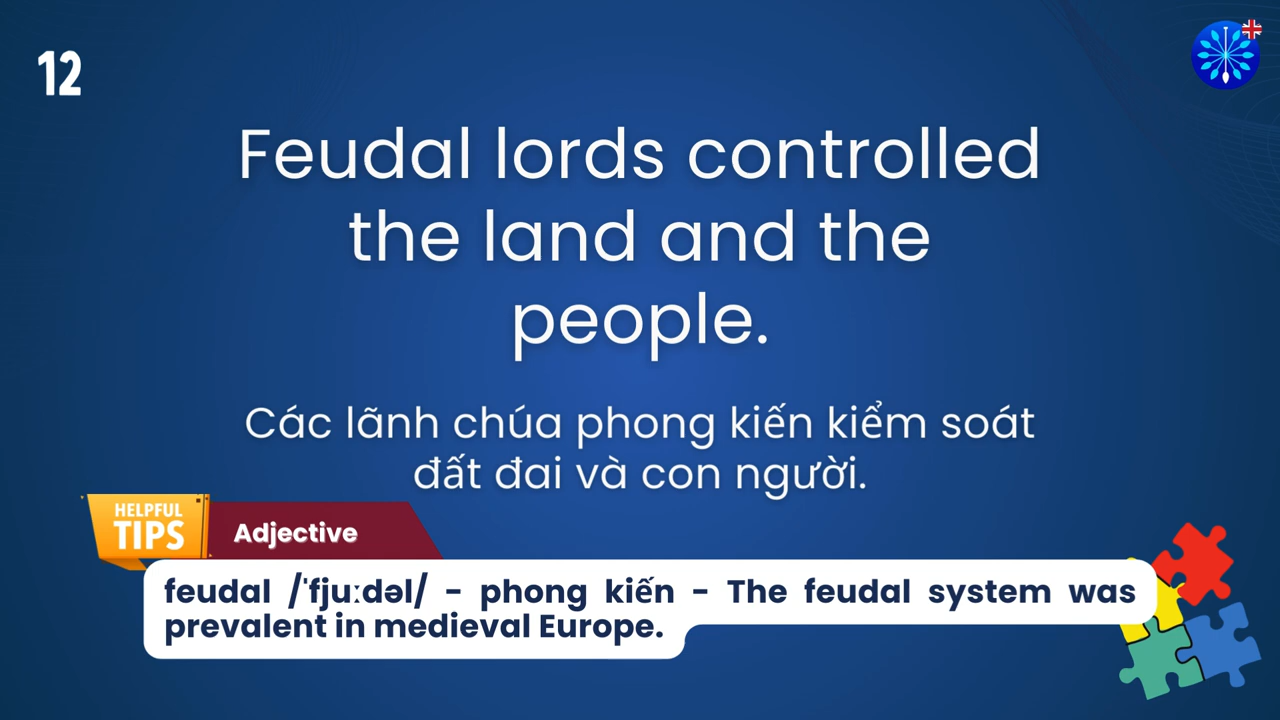 12
Feudal lords controlled
the land and the
people.
Các lãnh chúa phong kiến kiểm soát
đất đai và con người.
HELPFUL
TIPS
Adjective
feudal /ˈfjuːdəl/ - phong kiến - The feudal system was
prevalent in medieval Europe.